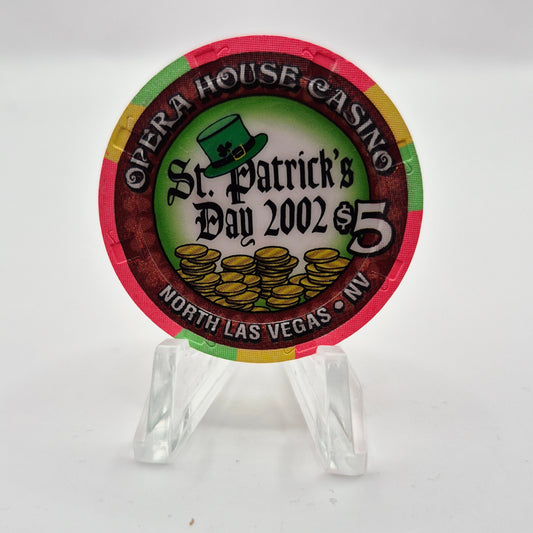 OPERA HOUSE CASINO
St. Patrick's
Day 2002 $5
NORTH LAS VEGAS • NV